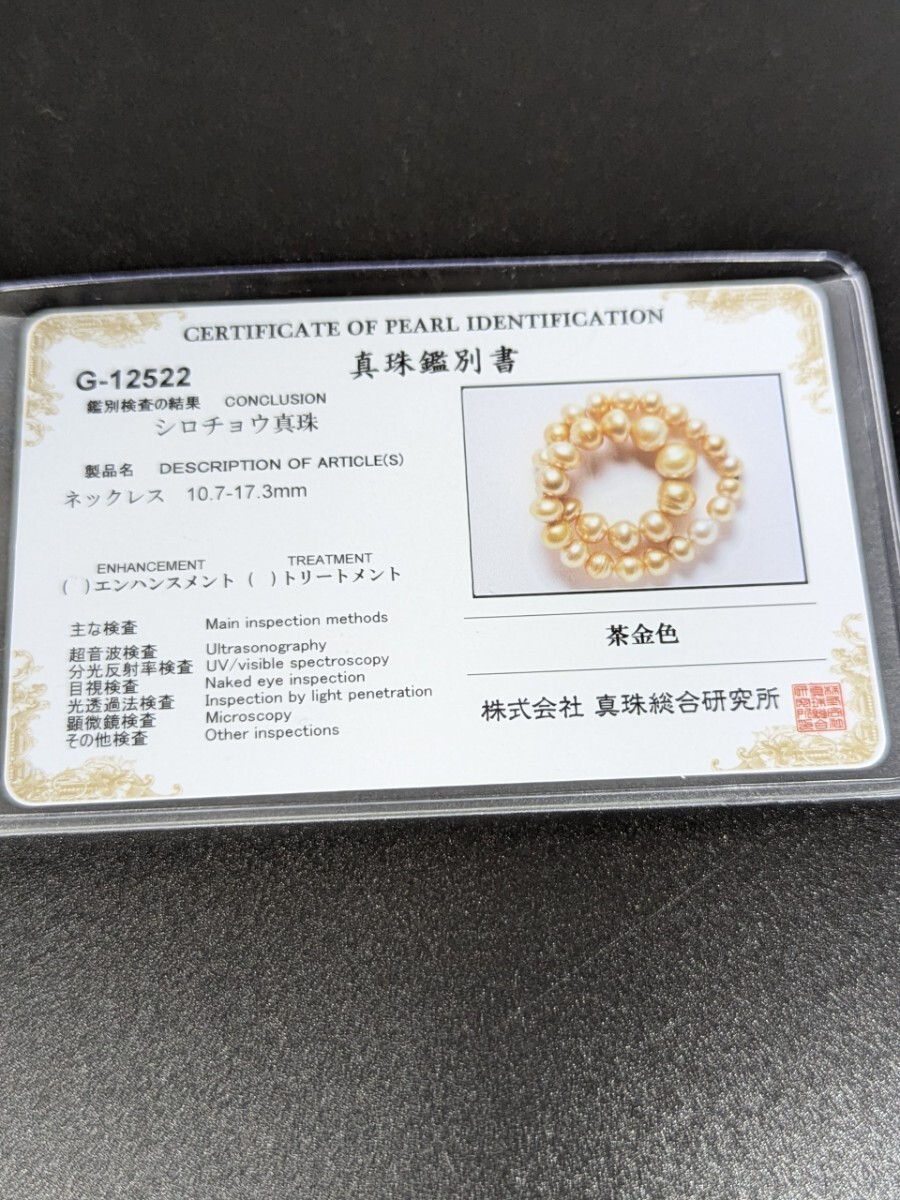 CERTIFICATE OF PEARL IDENTIFICATION
真珠鑑別書
G-12522
鑑別検査の結果 CONCLUSION
シロチョウ真珠
製品名 DESCRIPTION OF ARTICLE(S)
ネックレス 10.7-17.3mm
ENHANCEMENT TREATMENT
( )エンハンスメント ( )トリートメント
主な検査 Main inspection methods
超音波検査 Ultrasonography
分光反射率検査 UV/visible spectroscopy
目視検査 Naked eye inspection
光透過法検査 Inspection by light penetration
顕微鏡検査 Microscopy
その他検査 Other inspections
茶金色
株式会社 真珠総合研究所